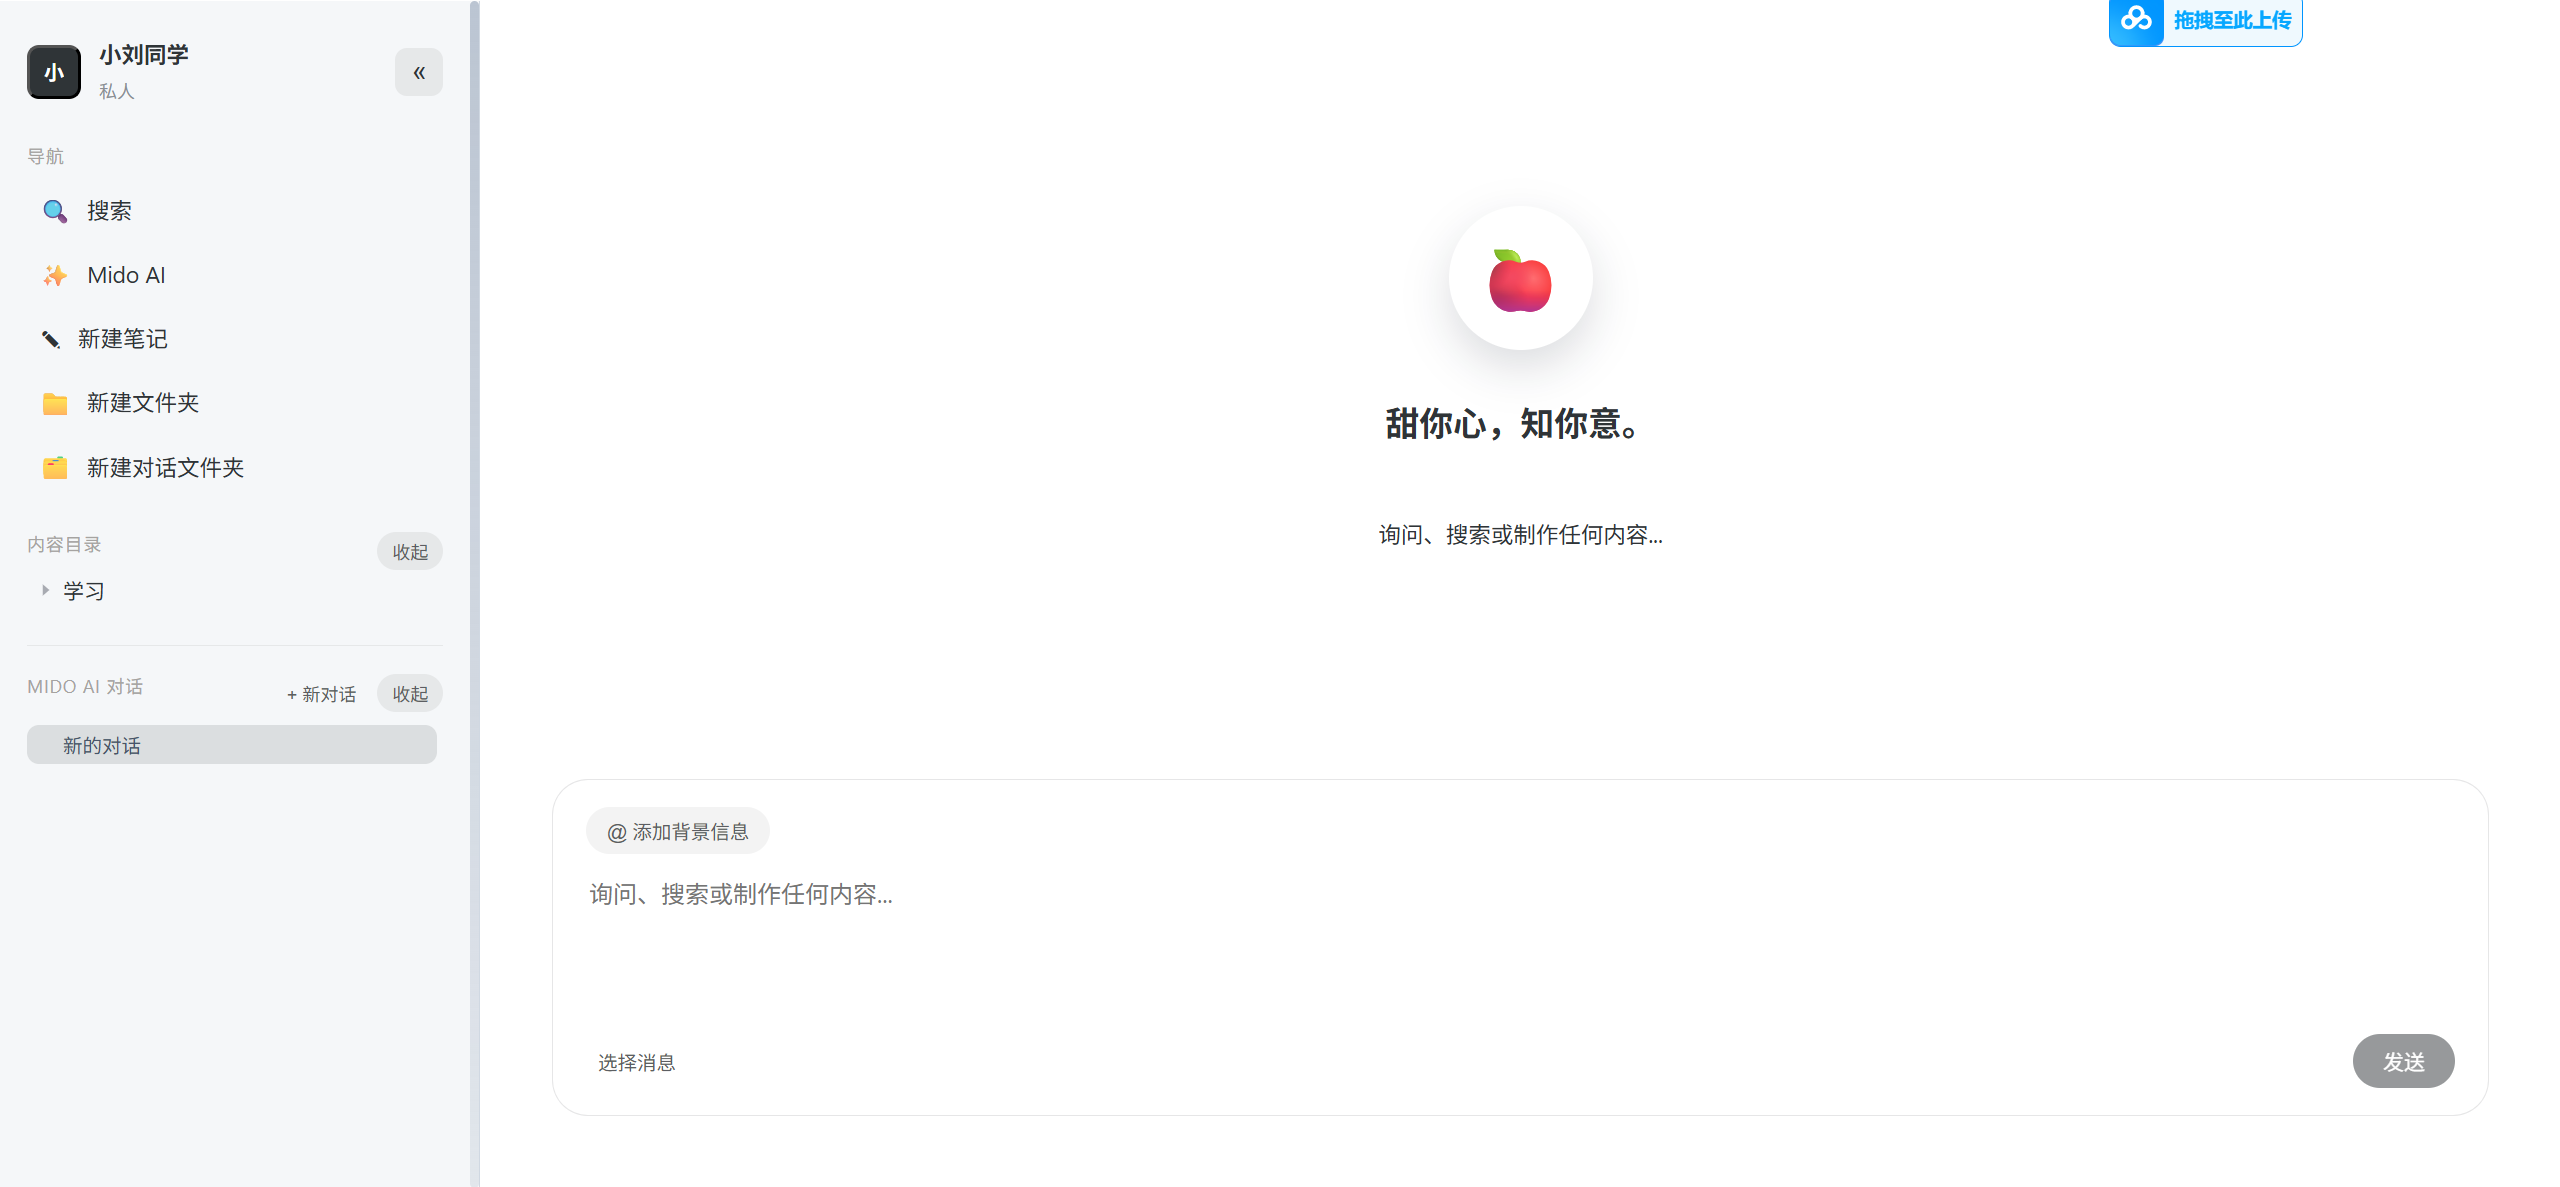 小 小刘同学
私人
«
导航
搜索
Mido AI
新建笔记
新建文件夹
新建对话文件夹
内容目录 收起
学习
MIDO AI 对话 + 新对话 收起
新的对话
拖拽至此上传
甜你心，知你意。
询问、搜索或制作任何内容...
@ 添加背景信息
询问、搜索或制作任何内容...
选择消息 发送